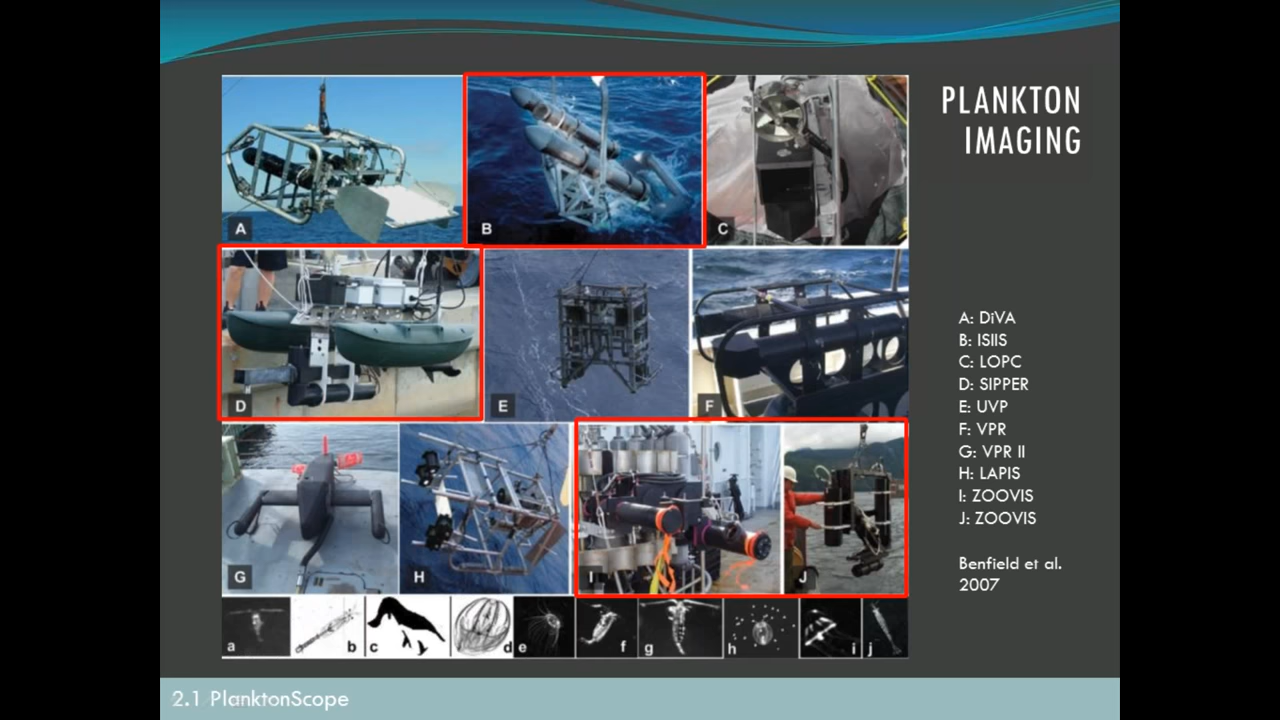 PLANKTON
IMAGING
A
B
C
D
E
F
G
H
I
J
a
b
c
d
e
f
g
h
i
j
A: DiVA
B: ISIIS
C: LOPC
D: SIPPER
E: UVP
F: VPR
G: VPR II
H: LAPIS
I: ZOOVIS
J: ZOOVIS
Benfield et al.
2007
2.1 PlanktonScope